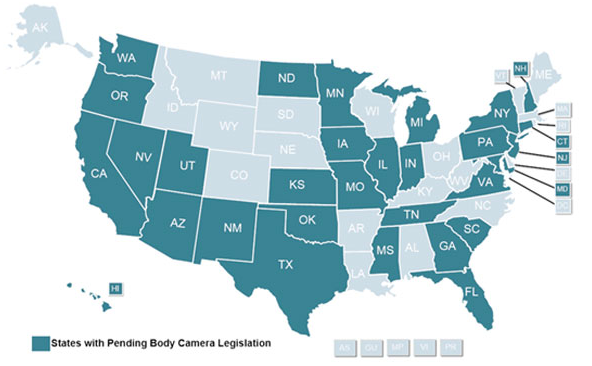 AK
WA
MT
ND
MN
VT
NH
ME
OR
ID
SD
WI
MI
NY
MA
WY
IA
PA
CT
NV
UT
NE
IL
IN
OH
NJ
CA
CO
KS
MO
KY
WV
VA
DE
MD
DC
AZ
NM
OK
AR
TN
NC
TX
LA
MS
AL
GA
SC
FL
HI
States with Pending Body Camera Legislation
AS
GU
MP
VI